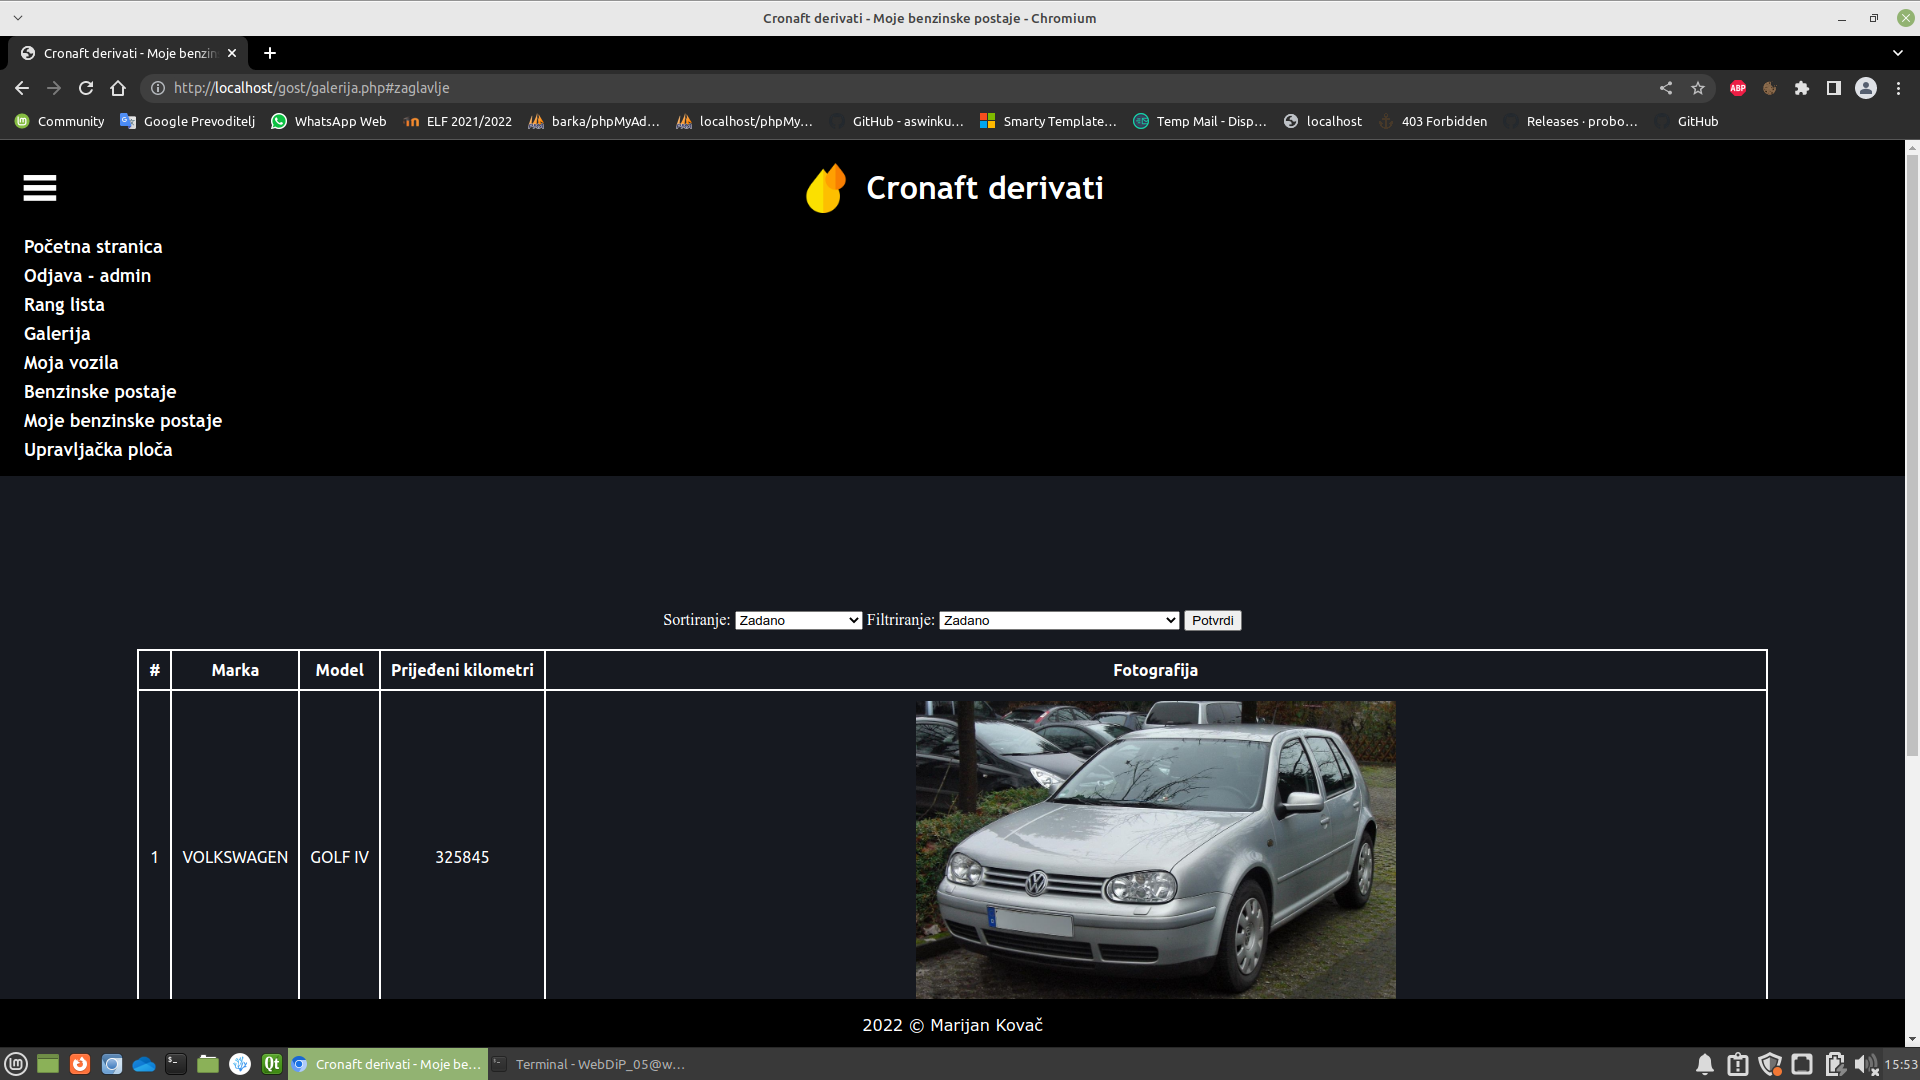 Cronaft derivati - Moje benzinske postaje - Chromium
Cronaft derivati - Moje benzin
http://localhost/gost/galerija.php#zaglavlje
ABP
Community
Google Prevoditelj
WhatsApp Web
ELF 2021/2022
barka/phpMyAd...
localhost/phpMy...
GitHub - aswinku...
Smarty Template...
Temp Mail - Disp...
localhost
403 Forbidden
Releases · probo...
GitHub
Cronaft derivati
Početna stranica
Odjava - admin
Rang lista
Galerija
Moja vozila
Benzinske postaje
Moje benzinske postaje
Upravljačka ploča
Sortiranje: Zadano Filtriranje: Zadano Potvrdi
# Marka Model Prijeđeni kilometri Fotografija
1 VOLKSWAGEN GOLF IV 325845
2022 © Marijan Kovač
Qt
Cronaft derivati - Moje be...
Terminal - WebDiP_05@w...
15:53